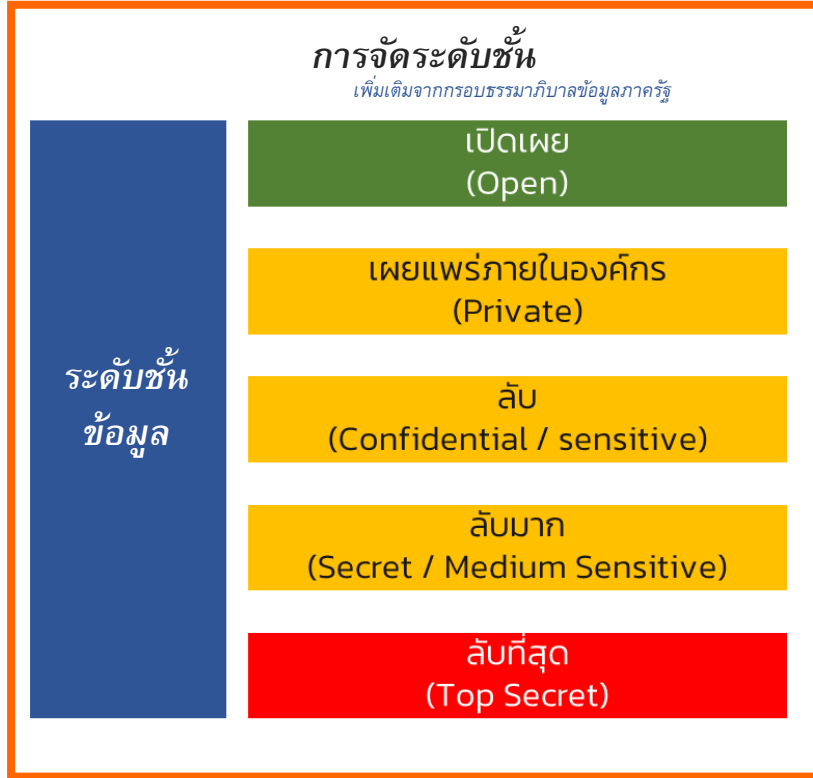 การจัดระดับชั้น
เพิ่มเติมจากกรอบธรรมาภิบาลข้อมูลภาครัฐ
ระดับชั้น
ข้อมูล
เปิดเผย
(Open)
เผยแพร่ภายในองค์กร
(Private)
ลับ
(Confidential / sensitive)
ลับมาก
(Secret / Medium Sensitive)
ลับที่สุด
(Top Secret)